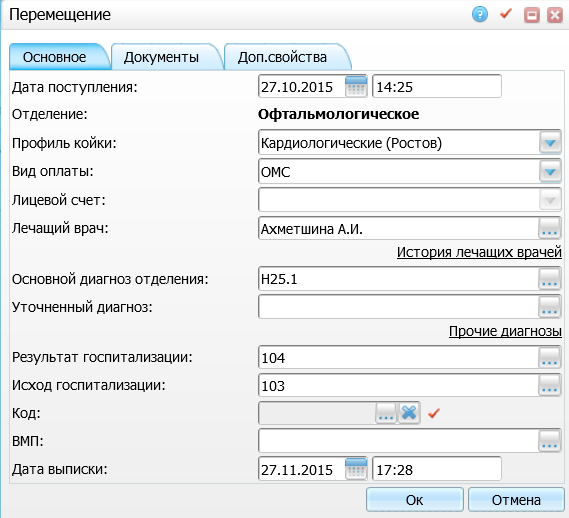 Перемещение
Основное Документы Доп.свойства
Дата поступления: 27.10.2015 14:25
Отделение: Офтальмологическое
Профиль койки: Кардиологические (Ростов)
Вид оплаты: ОМС
Лицевой счет:
Лечащий врач: Ахметшина А.И. ...
История лечащих врачей
Основной диагноз отделения: H25.1 ...
Уточненный диагноз: ...
Прочие диагнозы
Результат госпитализации: 104 ...
Исход госпитализации: 103 ...
Код: ...
ВМП: ...
Дата выписки: 27.11.2015 17:28
Ок Отмена